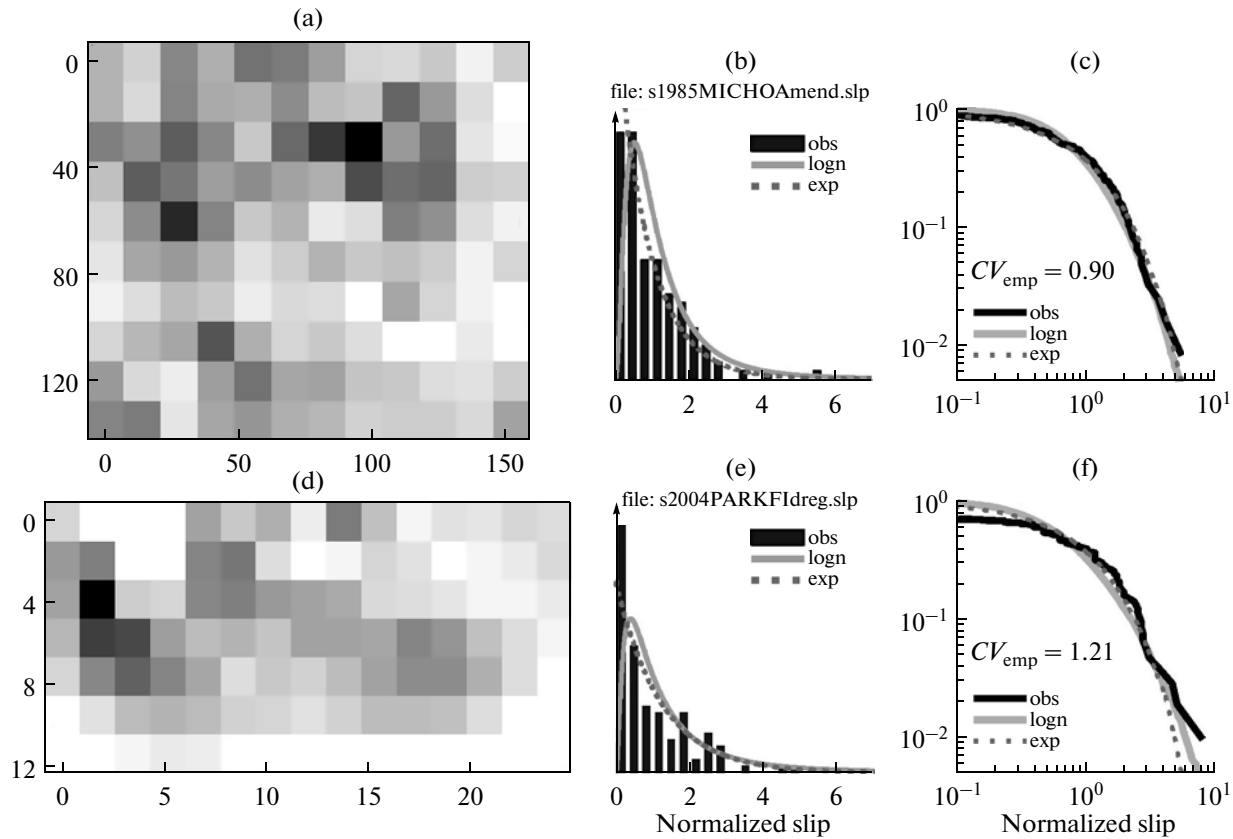 (a)
0
40
80
120
0
50
100
150
(b)
file: s1985MICHOAmend.slp
obs
logn
exp
0
2
4
6
(c)
10^0
10^-1
10^-2
CV_emp = 0.90
obs
logn
exp
10^-1
10^0
10^1
(d)
0
4
8
12
0
5
10
15
20
(e)
file: s2004PARKFIdreg.slp
obs
logn
exp
0
2
4
6
Normalized slip
(f)
10^0
10^-1
10^-2
CV_emp = 1.21
obs
logn
exp
10^-1
10^0
10^1
Normalized slip